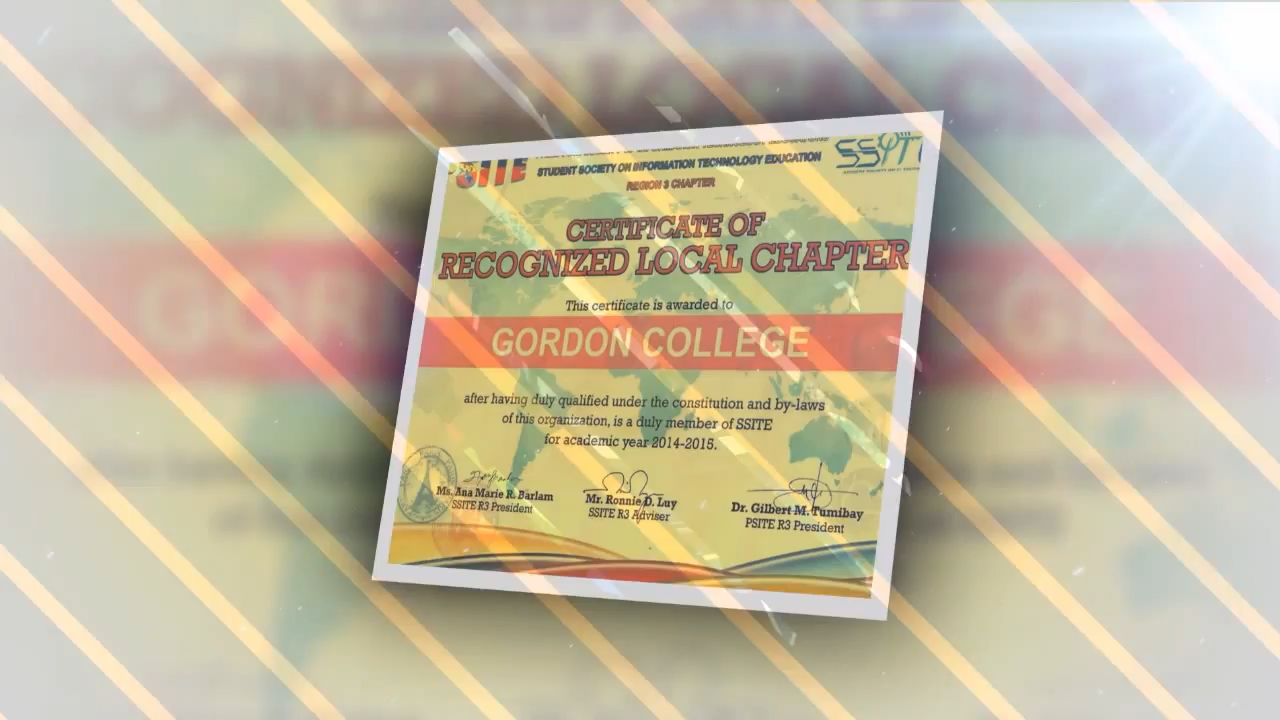 SITE
STUDENT SOCIETY ON INFORMATION TECHNOLOGY EDUCATION
REGION 3 CHAPTER
CERTIFICATE OF
RECOGNIZED LOCAL CHAPTER
This certificate is awarded to
GORDON COLLEGE
after having duly qualified under the constitution and by-laws
of this organization, is a duly member of SSITE
for academic year 2014-2015.
Ms. Ana Marie R. Barlam
SSITE R3 President
Mr. Ronnie D. Luy
SSITE R3 Adviser
Dr. Gilbert M. Tumibay
PSITE R3 President